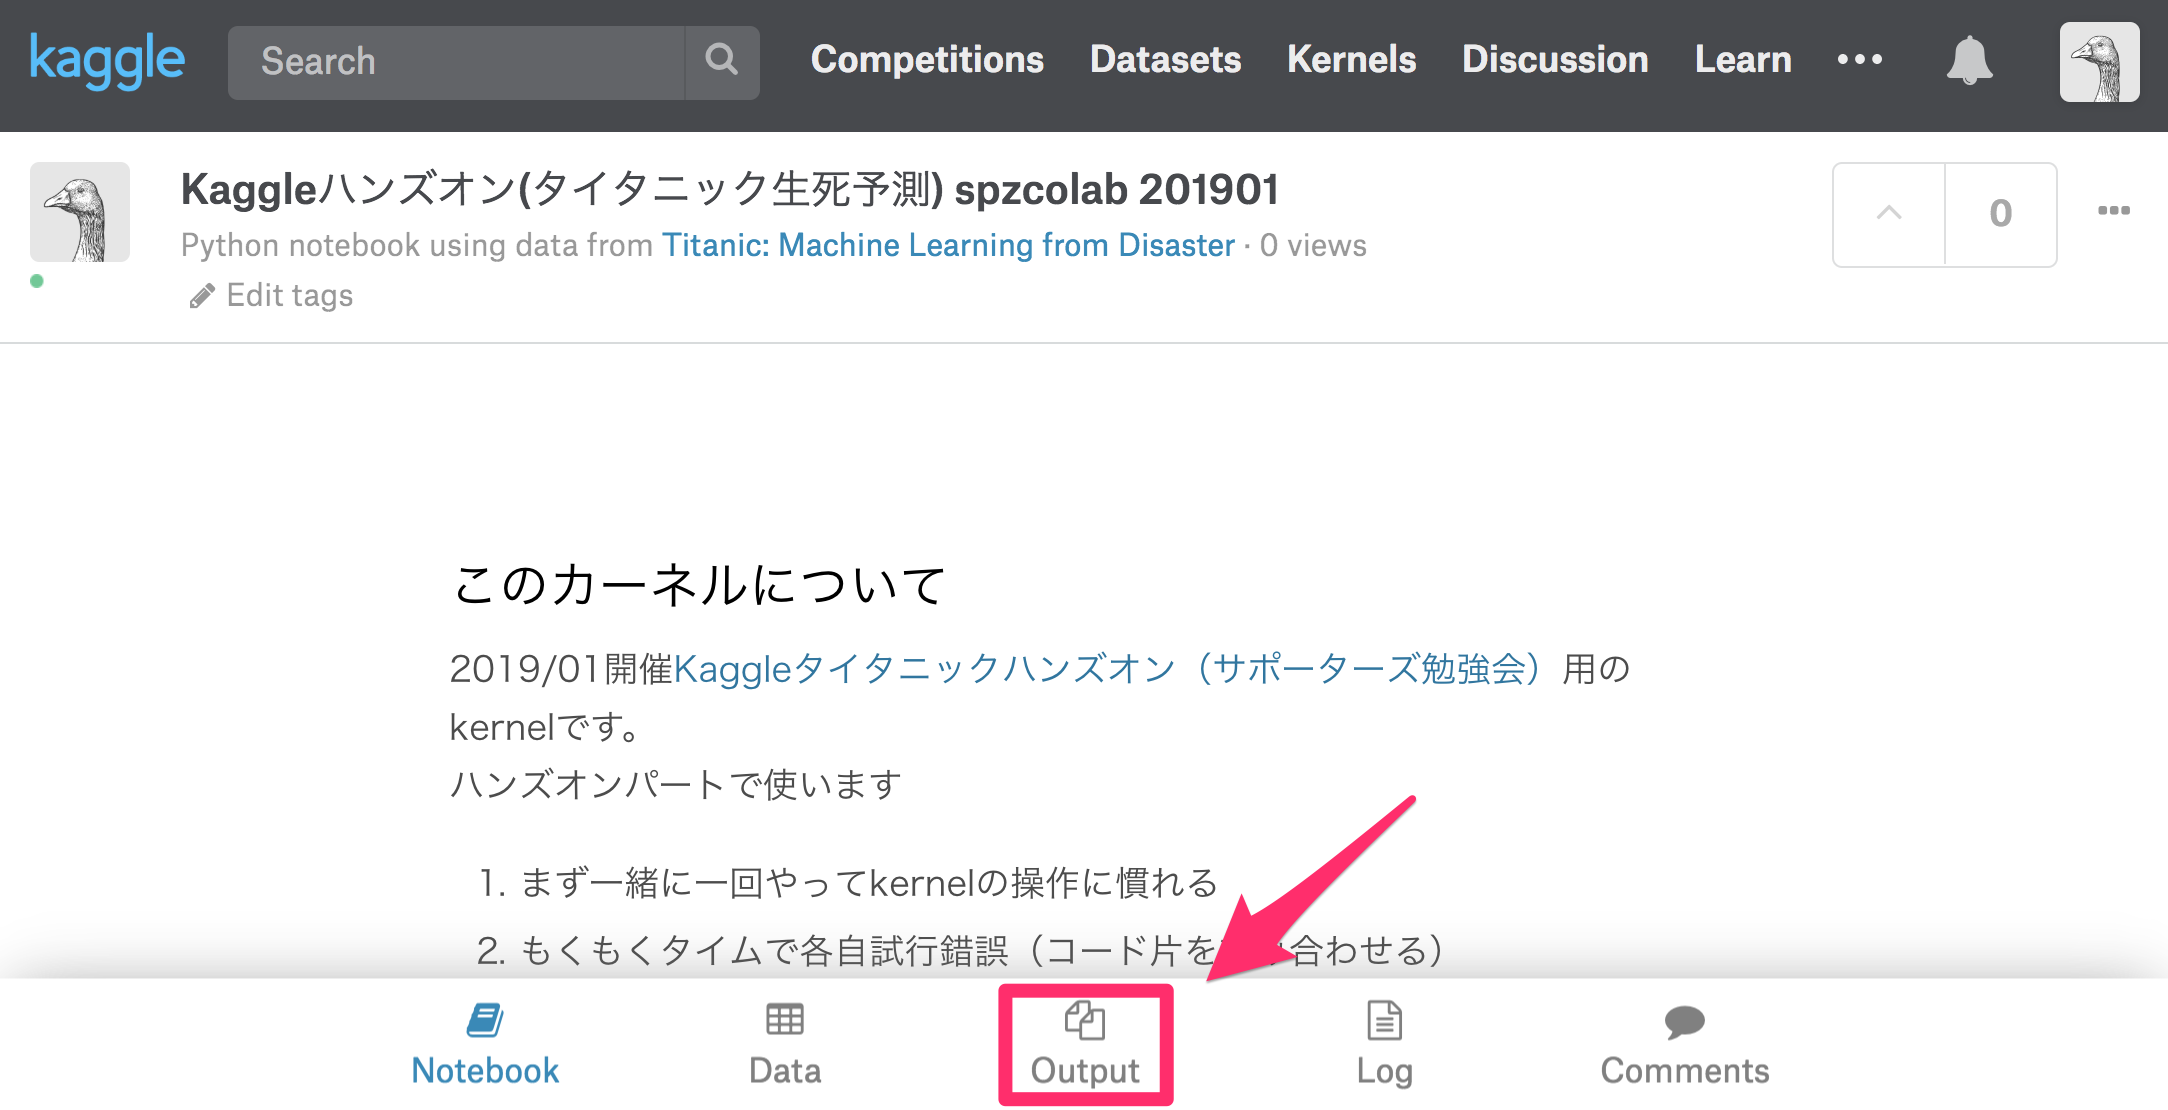 kaggle
Search
Competitions Datasets Kernels Discussion Learn
Kaggleハンズオン(タイタニック生死予測) spzcolab 201901
Python notebook using data from Titanic: Machine Learning from Disaster · 0 views
0
Edit tags
このカーネルについて
2019/01開催Kaggleタイタニックハンズオン（サポーターズ勉強会）用の
kernelです。
ハンズオンパートで使います
1. まず一緒に一回やってkernelの操作に慣れる
2. もくもくタイムで各自試行錯誤（コード片を み合わせる）
Notebook Data Output Log Comments